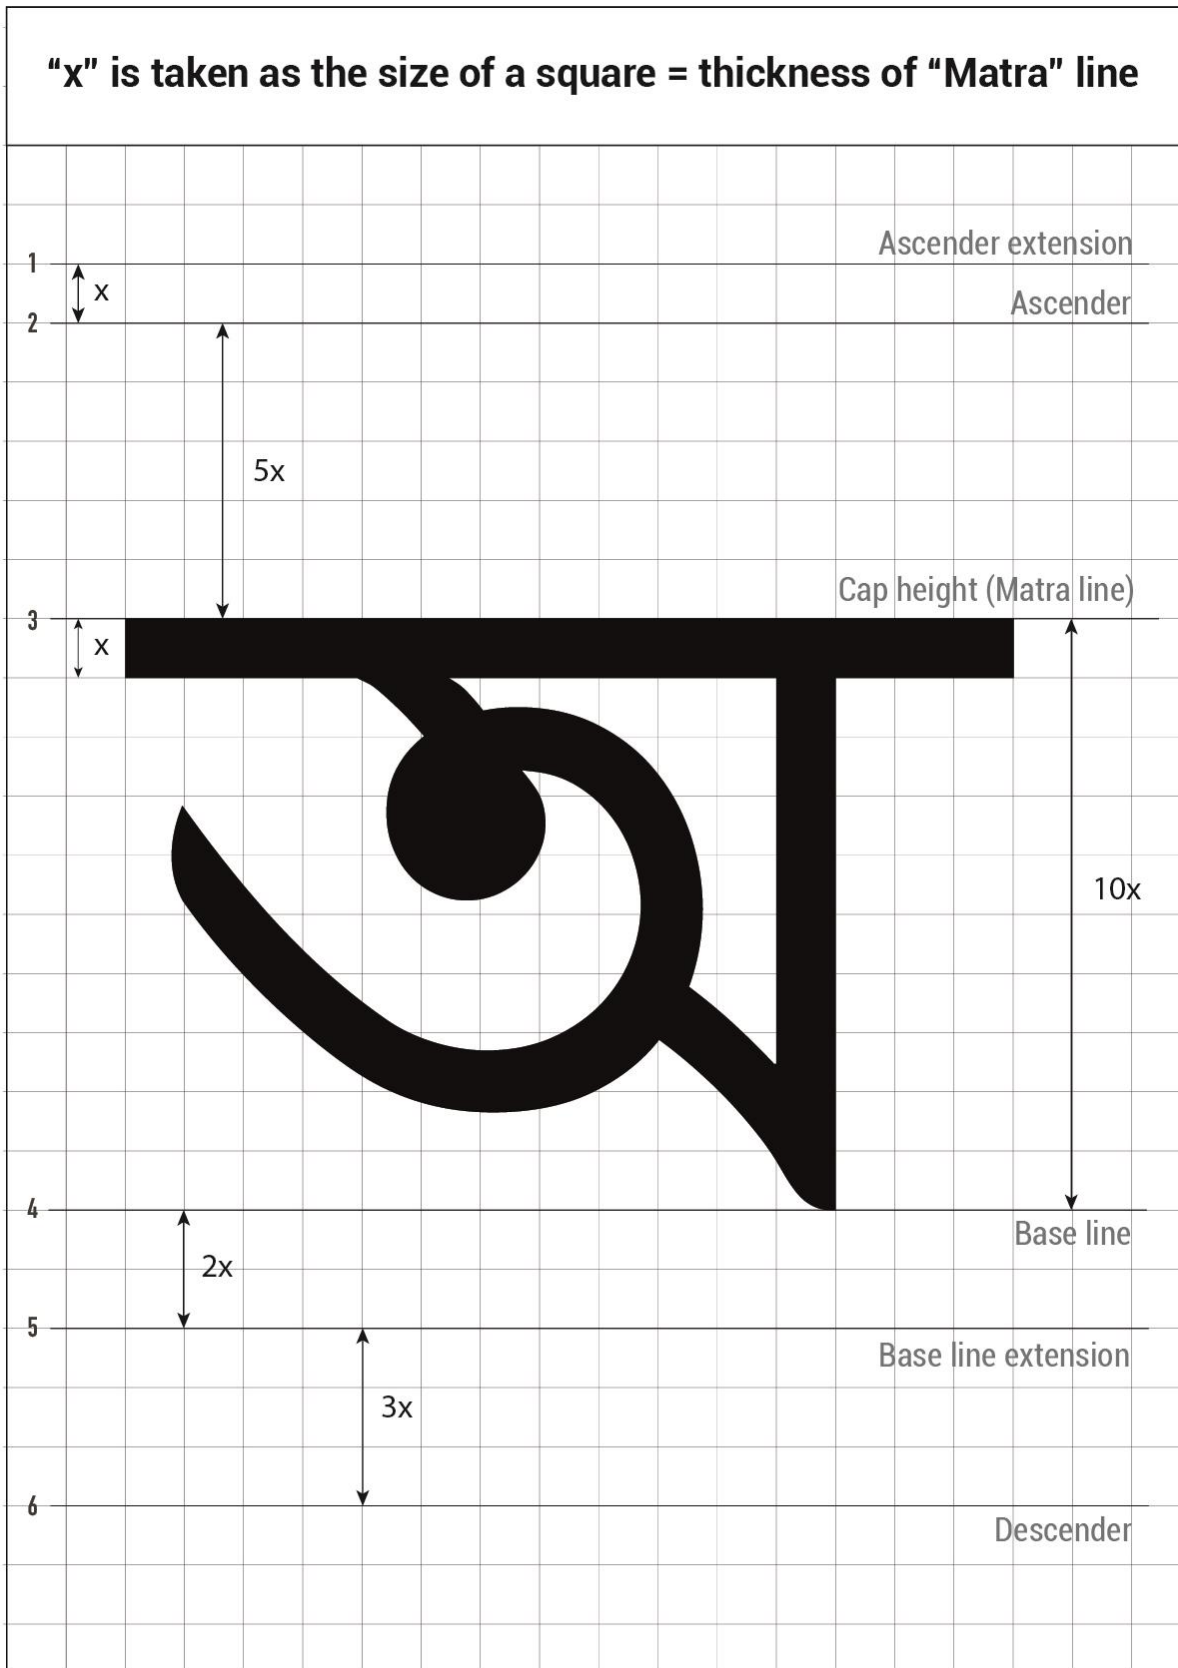 “x” is taken as the size of a square = thickness of “Matra” line
Ascender extension
1
x
Ascender
2
5x
Cap height (Matra line)
3
x
অ
10x
4
Base line
2x
5
Base line extension
3x
6
Descender